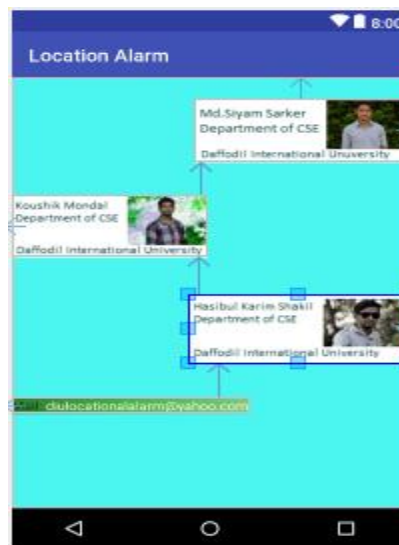 8:00
Location Alarm
Md.Siyam Sarker
Department of CSE
Daffodil International Unuversity
Koushik Mondal
Department of CSE
Daffodil International University
Hasibul Karim Shakil
Department of CSE
Daffodil International University
diulocationalalarm@yahoo.com